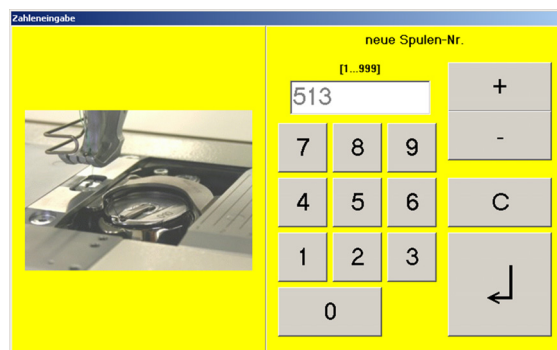 Zahleneingabe
neue Spulen-Nr.
[1...999]
513
+
-
7 8 9
4 5 6
C
1 2 3
0